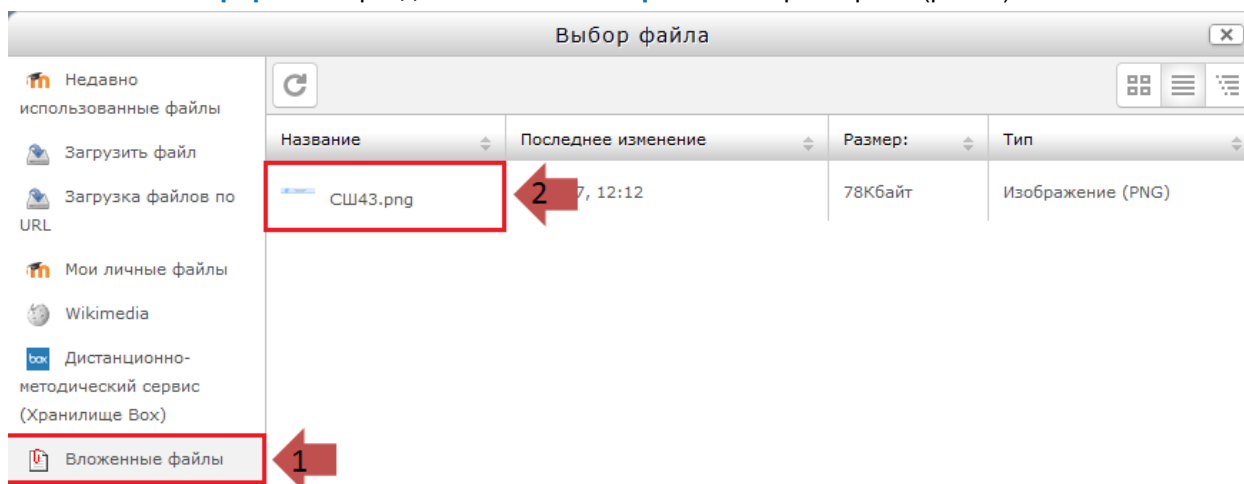 Выбор файла
Недавно
использованные файлы
Загрузить файл
Загрузка файлов по
URL
Мои личные файлы
Wikimedia
box Дистанционно-
методический сервис
(Хранилище Box)
Вложенные файлы
1
Название Последнее изменение Размер: Тип
СШ43.png 2 7, 12:12 78Кбайт Изображение (PNG)